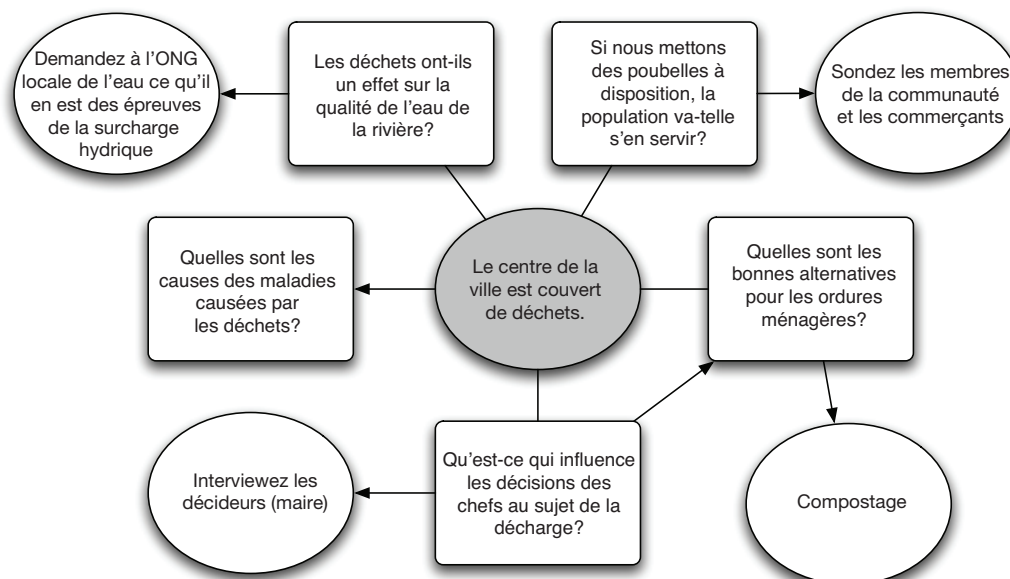 Demandez à l'ONG
locale de l'eau ce qu'il
en est des épreuves
de la surcharge
hydrique
Les déchets ont-ils
un effet sur la
qualité de l'eau de
la rivière?
Si nous mettons
des poubelles à
disposition, la
population va-telle
s'en servir?
Sondez les membres
de la communauté
et les commerçants
Quelles sont les
causes des maladies
causées par
les déchets?
Le centre de la
ville est couvert
de déchets.
Quelles sont les
bonnes alternatives
pour les ordures
ménagères?
Interviewez les
décideurs (maire)
Qu'est-ce qui influence
les décisions des
chefs au sujet de la
décharge?
Compostage